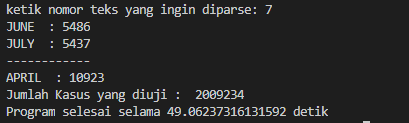 ketik nomor teks yang ingin diparse: 7
JUNE  : 5486
JULY  : 5437
------------
APRIL  : 10923
Jumlah Kasus yang diuji :  2009234
Program selesai selama 49.06237316131592 detik